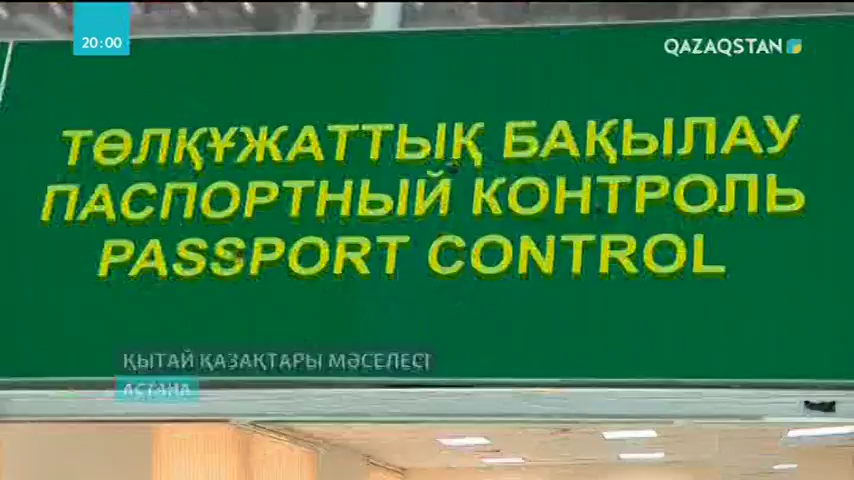 20:00
QAZAQSTAN
ТӨЛҚҰЖАТТЫҚ БАҚЫЛАУ
ПАСПОРТНЫЙ КОНТРОЛЬ
PASSPORT CONTROL
ҚЫТАЙ ҚАЗАҚТАРЫ МӘСЕЛЕСІ
АСТАНА